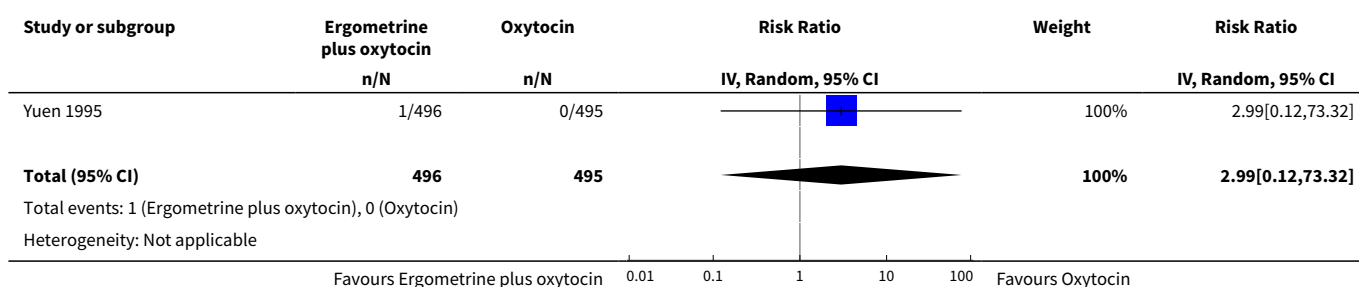 Study or subgroup Ergometrine plus oxytocin Oxytocin Risk Ratio Weight Risk Ratio
n/N n/N IV, Random, 95% CI IV, Random, 95% CI
Yuen 1995 1/496 0/495 100% 2.99[0.12,73.32]
Total (95% CI) 496 495 100% 2.99[0.12,73.32]
Total events: 1 (Ergometrine plus oxytocin), 0 (Oxytocin)
Heterogeneity: Not applicable
Favours Ergometrine plus oxytocin 0.01 0.1 1 10 100 Favours Oxytocin